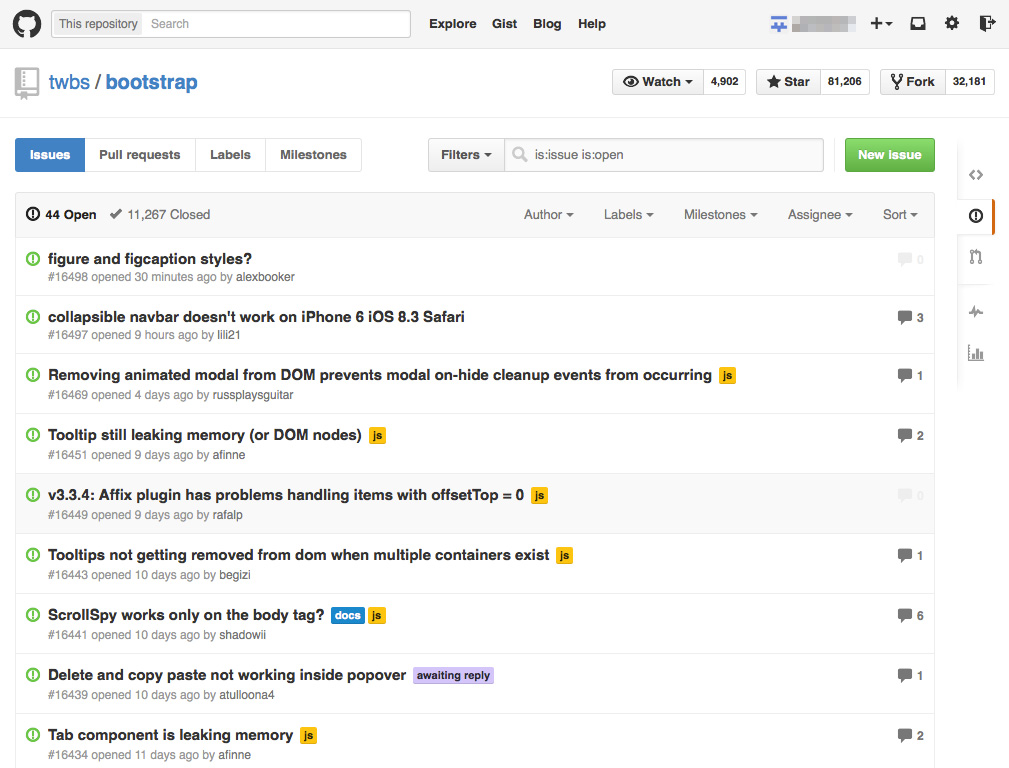 This repository Search Explore Gist Blog Help
twbs / bootstrap Watch 4,902 Star 81,206 Fork 32,181
Issues Pull requests Labels Milestones Filters is:issue is:open New Issue
44 Open 11,267 Closed Author Labels Milestones Assignee Sort
figure and figcaption styles? 0
#16498 opened 30 minutes ago by alexbooker
collapsible navbar doesn't work on iPhone 6 iOS 8.3 Safari 3
#16497 opened 9 hours ago by lili21
Removing animated modal from DOM prevents modal on-hide cleanup events from occurring js 1
#16469 opened 4 days ago by russplaysguitar
Tooltip still leaking memory (or DOM nodes) js 2
#16451 opened 9 days ago by afinne
v3.3.4: Affix plugin has problems handling items with offsetTop = 0 js 0
#16449 opened 9 days ago by rafalp
Tooltips not getting removed from dom when multiple containers exist js 1
#16443 opened 10 days ago by begizi
ScrollSpy works only on the body tag? docs js 6
#16441 opened 10 days ago by shadowii
Delete and copy paste not working inside popover awaiting reply 1
#16439 opened 10 days ago by atulloona4
Tab component is leaking memory js 2
#16434 opened 11 days ago by afinne